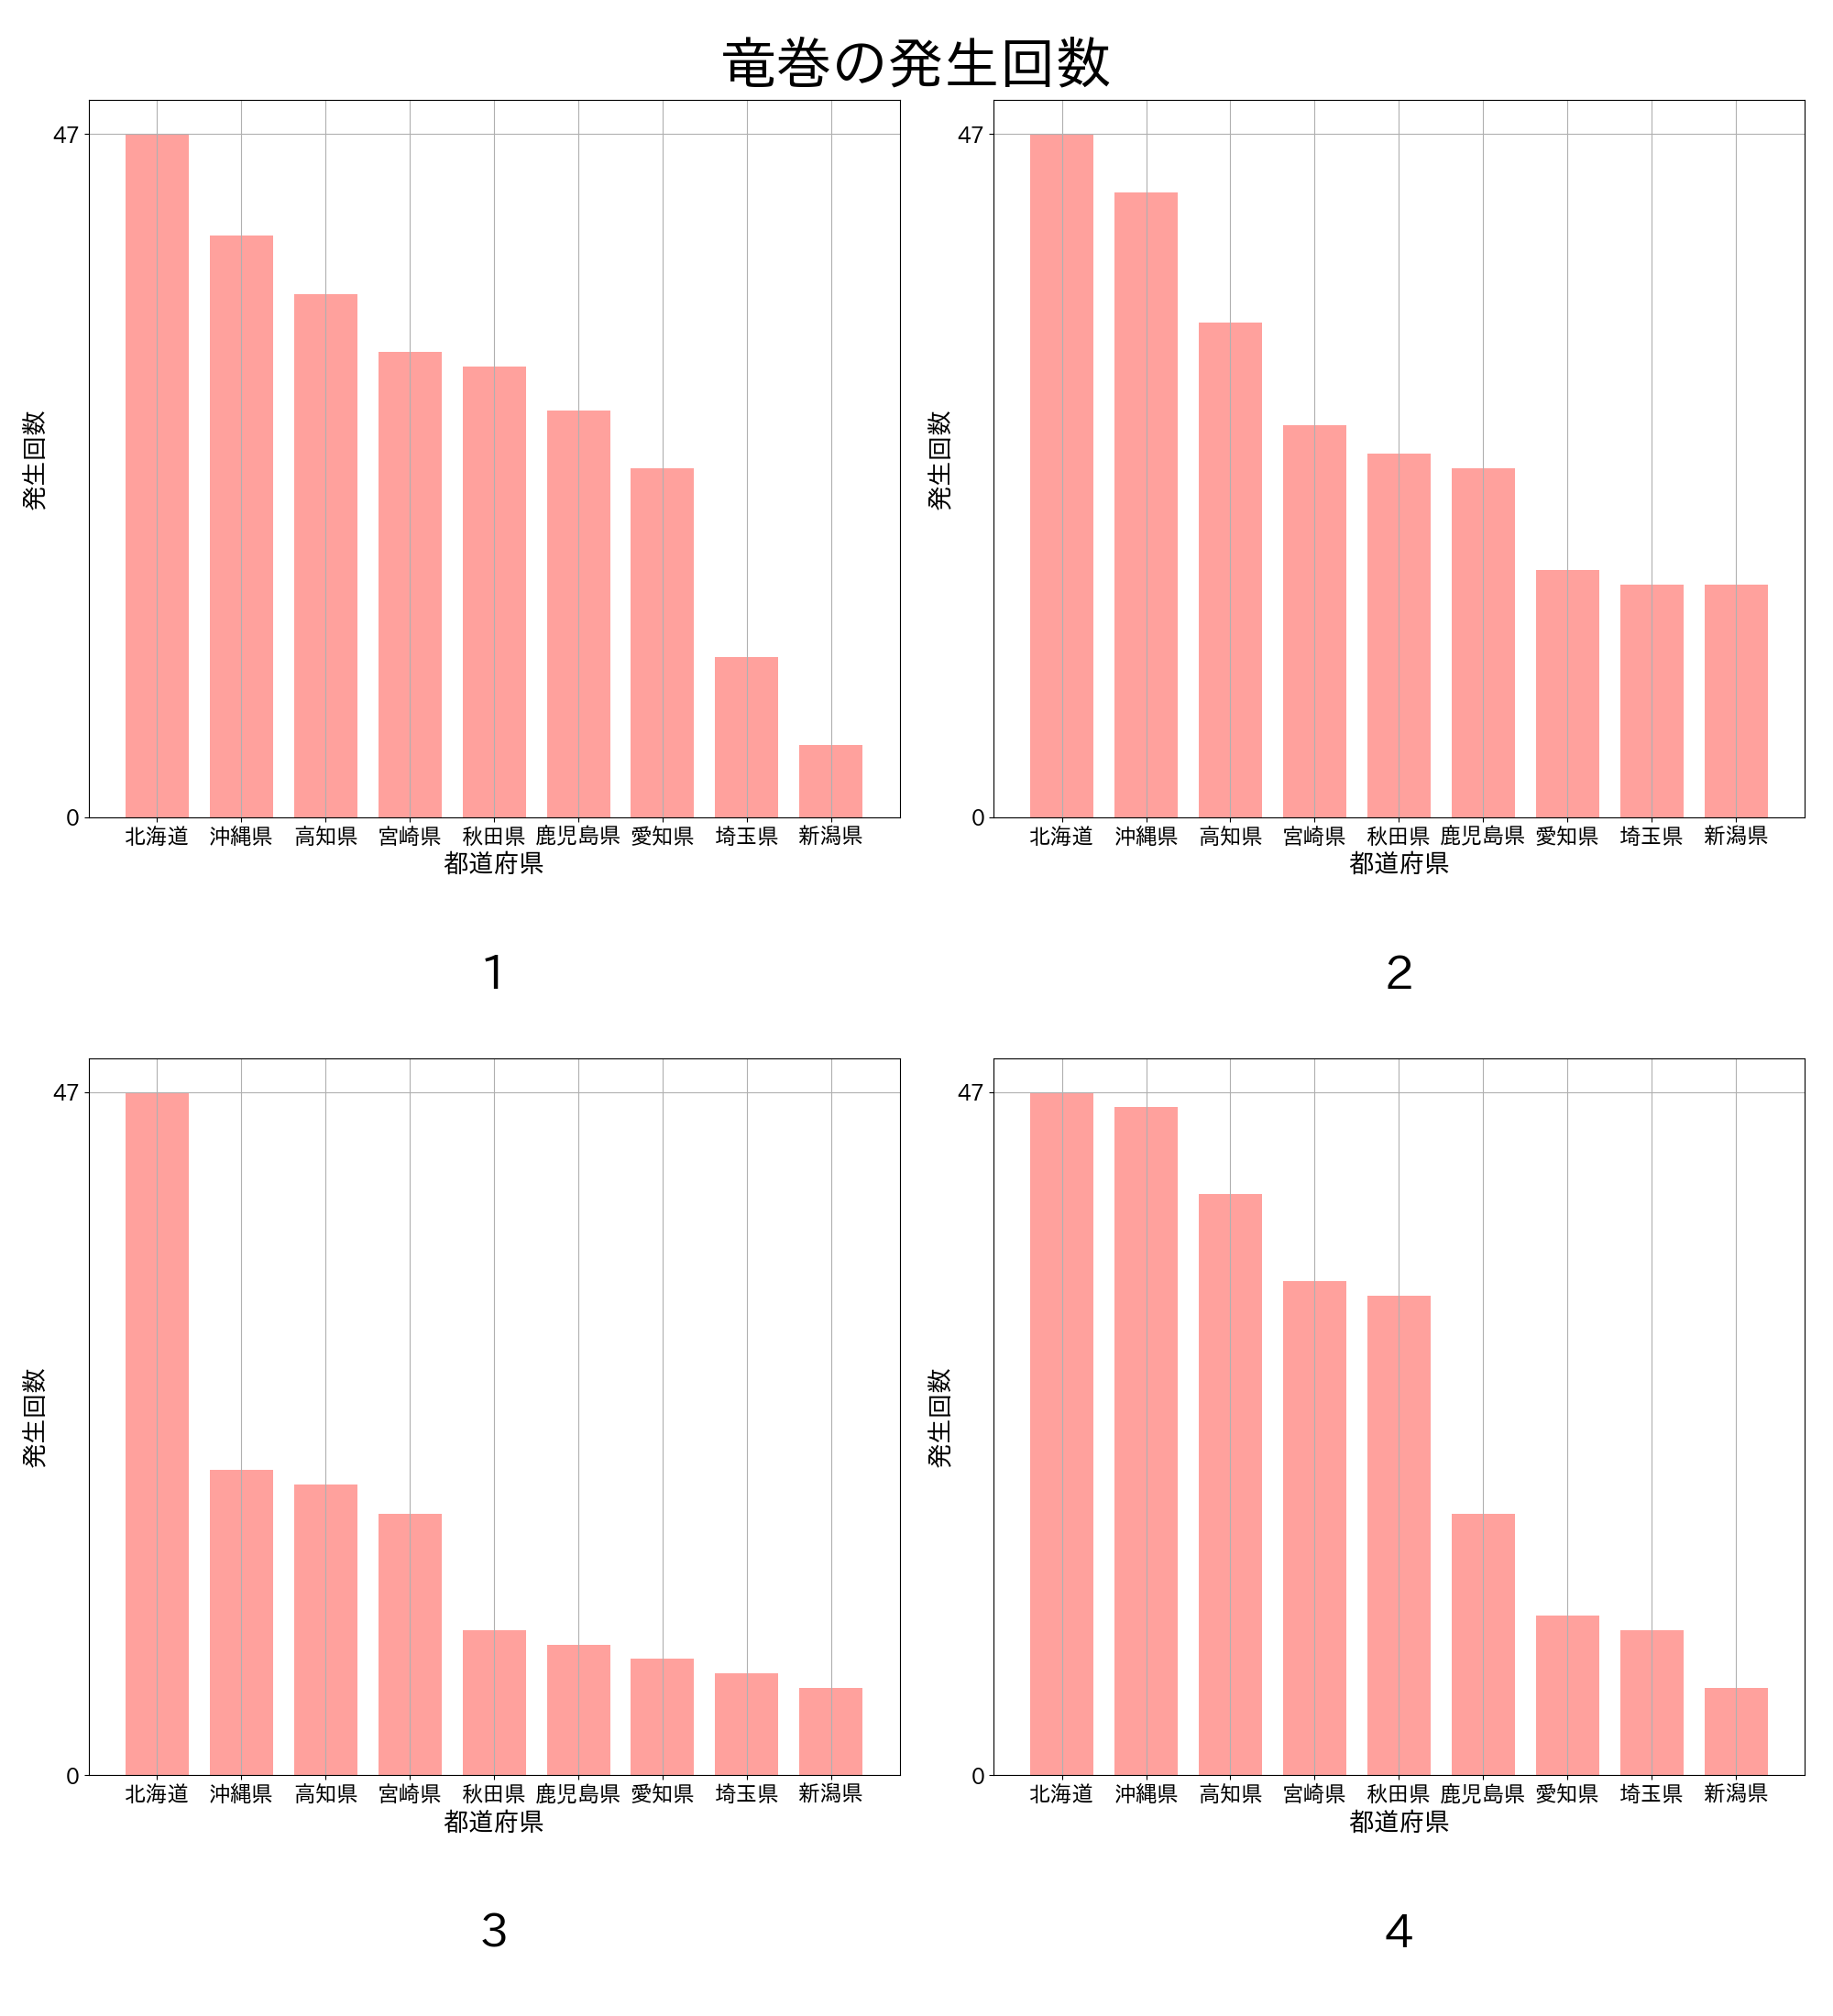 竜巻の発生回数
47
0
発生回数
北海道 沖縄県 高知県 宮崎県 秋田県 鹿児島県 愛知県 埼玉県 新潟県
都道府県
1
47
0
発生回数
北海道 沖縄県 高知県 宮崎県 秋田県 鹿児島県 愛知県 埼玉県 新潟県
都道府県
2
47
0
発生回数
北海道 沖縄県 高知県 宮崎県 秋田県 鹿児島県 愛知県 埼玉県 新潟県
都道府県
3
47
0
発生回数
北海道 沖縄県 高知県 宮崎県 秋田県 鹿児島県 愛知県 埼玉県 新潟県
都道府県
4